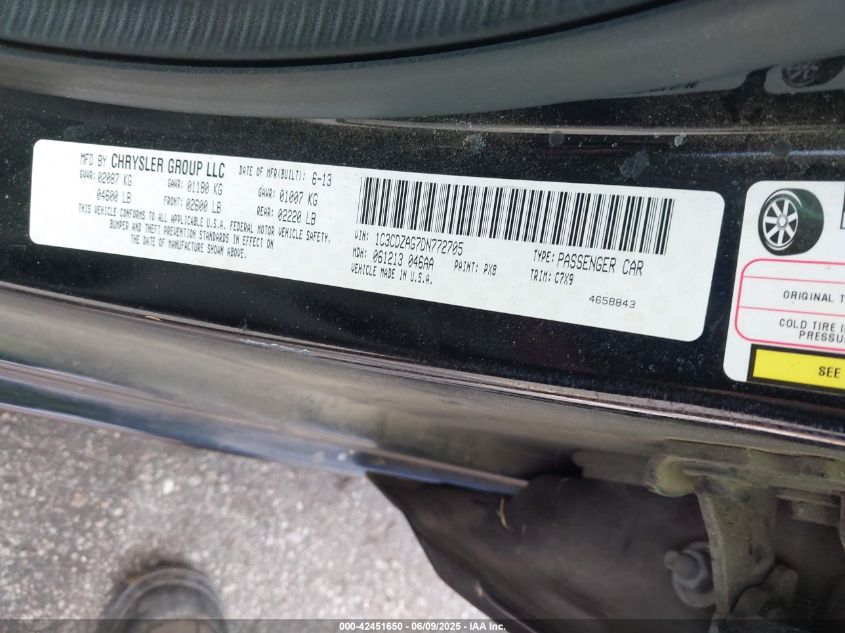 MFD BY CHRYSLER GROUP LLC DATE OF MFR(BUILT): 6-13
GVWR: 02087 KG GAWR: 01180 KG GAWR: 01007 KG
04600 LB FRONT: 02600 LB REAR: 02220 LB
THIS VEHICLE CONFORMS TO ALL APPLICABLE U.S.A. FEDERAL MOTOR VEHICLE SAFETY,
BUMPER AND THEFT PREVENTION STANDARDS IN EFFECT ON
THE DATE OF MANUFACTURE SHOWN ABOVE.
VIN: 1C3CDZAG7DN772705 TYPE: PASSENGER CAR
MDH: 061213 046AA PAINT: PX8 TRIM: C7X9
VEHICLE MADE IN U.S.A.
4658843
ORIGINAL T
COLD TIRE IN
PRESSU
SEE
000-42451650 - 06/09/2025 - IAA Inc.